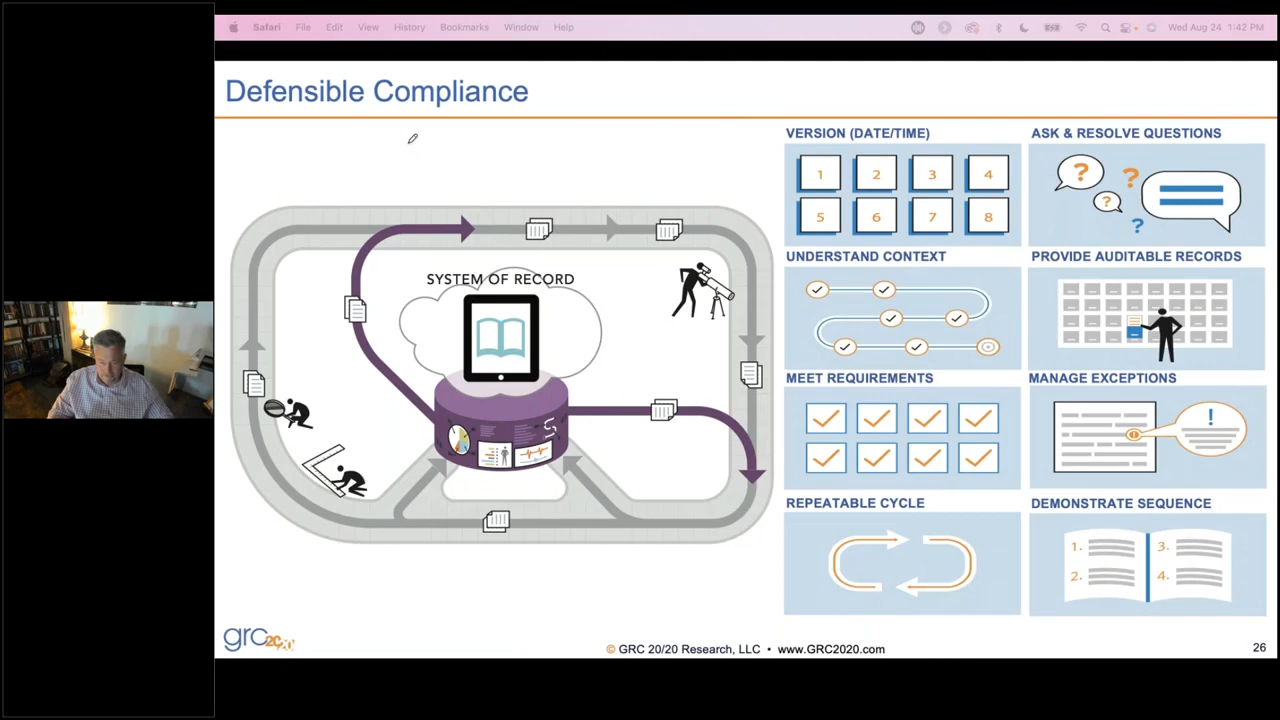 Safari File Edit View History Bookmarks Window Help Wed Aug 24 1:42 PM
Defensible Compliance
SYSTEM OF RECORD
VERSION (DATE/TIME)
1 2 3 4
5 6 7 8
ASK & RESOLVE QUESTIONS
? ? ? ?
UNDERSTAND CONTEXT
PROVIDE AUDITABLE RECORDS
MEET REQUIREMENTS
MANAGE EXCEPTIONS
!
REPEATABLE CYCLE
DEMONSTRATE SEQUENCE
1. 3.
2. 4.
grc2020
© GRC 20/20 Research, LLC • www.GRC2020.com
26